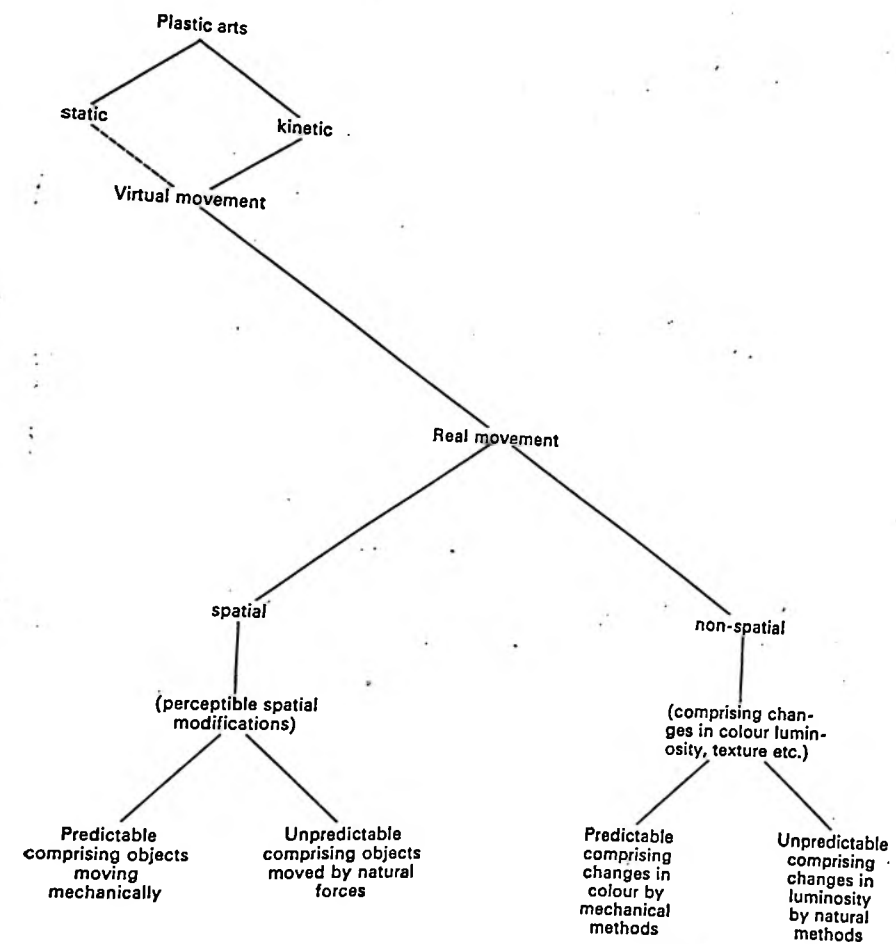 Plastic arts
static
kinetic
Virtual movement
Real movement
spatial
non-spatial
(perceptible spatial
modifications)
(comprising chan-
ges in colour lumin-
osity, texture etc.)
Predictable
comprising objects
moving
mechanically
Unpredictable
comprising objects
moved by natural
forces
Predictable
comprising
changes in
colour by
mechanical
methods
Unpredictable
comprising
changes in
luminosity
by natural
methods